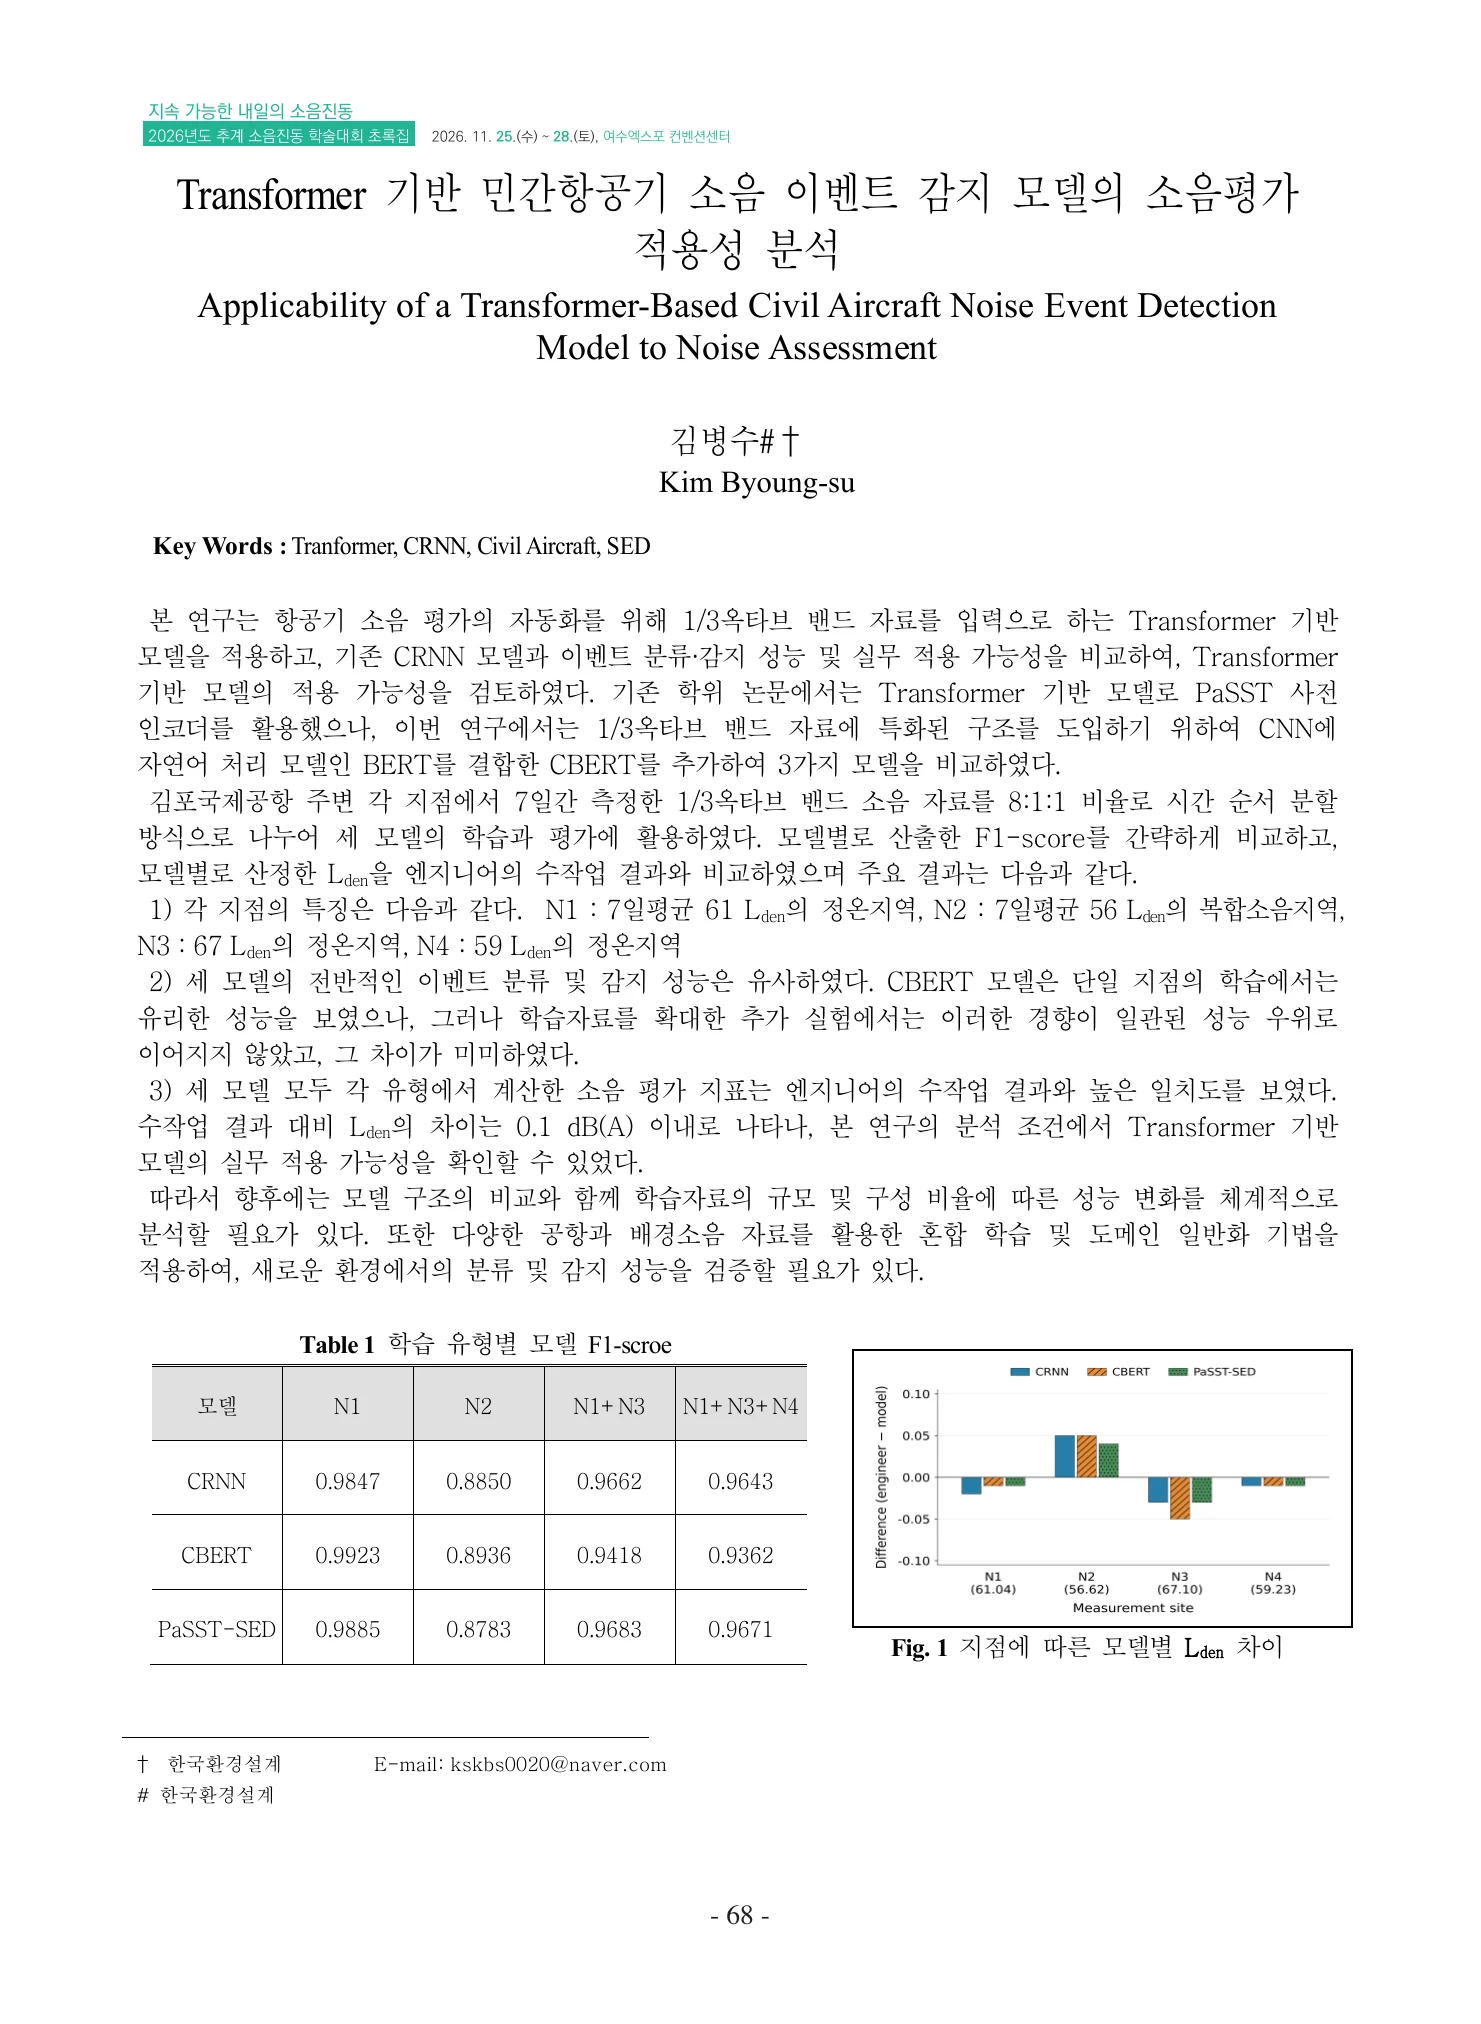 지속 가능한 내일의 소음진동
2026년도 추계 소음진동 학술대회 초록집 2026. 11. 25.(수) ~ 28.(토), 여수엑스포 컨벤션센터
Transformer 기반 민간항공기 소음 이벤트 감지 모델의 소음평가
적용성 분석
Applicability of a Transformer-Based Civil Aircraft Noise Event Detection
Model to Noise Assessment
김병수#†
Kim Byoung-su
Key Words : Tranformer, CRNN, Civil Aircraft, SED
본 연구는 항공기 소음 평가의 자동화를 위해 1/3옥타브 밴드 자료를 입력으로 하는 Transformer 기반
모델을 적용하고, 기존 CRNN 모델과 이벤트 분류·감지 성능 및 실무 적용 가능성을 비교하여, Transformer
기반 모델의 적용 가능성을 검토하였다. 기존 학위 논문에서는 Transformer 기반 모델로 PaSST 사전
인코더를 활용했으나, 이번 연구에서는 1/3옥타브 밴드 자료에 특화된 구조를 도입하기 위하여 CNN에
자연어 처리 모델인 BERT를 결합한 CBERT를 추가하여 3가지 모델을 비교하였다.
김포국제공항 주변 각 지점에서 7일간 측정한 1/3옥타브 밴드 소음 자료를 8:1:1 비율로 시간 순서 분할
방식으로 나누어 세 모델의 학습과 평가에 활용하였다. 모델별로 산출한 F1-score를 간략하게 비교하고,
모델별로 산정한 Lden을 엔지니어의 수작업 결과와 비교하였으며 주요 결과는 다음과 같다.
1) 각 지점의 특징은 다음과 같다. N1 : 7일평균 61 Lden의 정온지역, N2 : 7일평균 56 Lden의 복합소음지역,
N3 : 67 Lden의 정온지역, N4 : 59 Lden의 정온지역
2) 세 모델의 전반적인 이벤트 분류 및 감지 성능은 유사하였다. CBERT 모델은 단일 지점의 학습에서는
유리한 성능을 보였으나, 그러나 학습자료를 확대한 추가 실험에서는 이러한 경향이 일관된 성능 우위로
이어지지 않았고, 그 차이가 미미하였다.
3) 세 모델 모두 각 유형에서 계산한 소음 평가 지표는 엔지니어의 수작업 결과와 높은 일치도를 보였다.
수작업 결과 대비 Lden의 차이는 0.1 dB(A) 이내로 나타나, 본 연구의 분석 조건에서 Transformer 기반
모델의 실무 적용 가능성을 확인할 수 있었다.
따라서 향후에는 모델 구조의 비교와 함께 학습자료의 규모 및 구성 비율에 따른 성능 변화를 체계적으로
분석할 필요가 있다. 또한 다양한 공항과 배경소음 자료를 활용한 혼합 학습 및 도메인 일반화 기법을
적용하여, 새로운 환경에서의 분류 및 감지 성능을 검증할 필요가 있다.
Table 1 학습 유형별 모델 F1-scroe
모델 N1 N2 N1+N3 N1+N3+N4
CRNN 0.9847 0.8850 0.9662 0.9643
CBERT 0.9923 0.8936 0.9418 0.9362
PaSST-SED 0.9885 0.8783 0.9683 0.9671
CRNN CBERT PaSST-SED
Difference (engineer − model)
0.10
0.05
0.00
-0.05
-0.10
N1 N2 N3 N4
(61.04) (56.62) (67.10) (59.23)
Measurement site
Fig. 1 지점에 따른 모델별 Lden 차이
† 한국환경설계 E-mail: kskbs0020@naver.com
# 한국환경설계
- 68 -